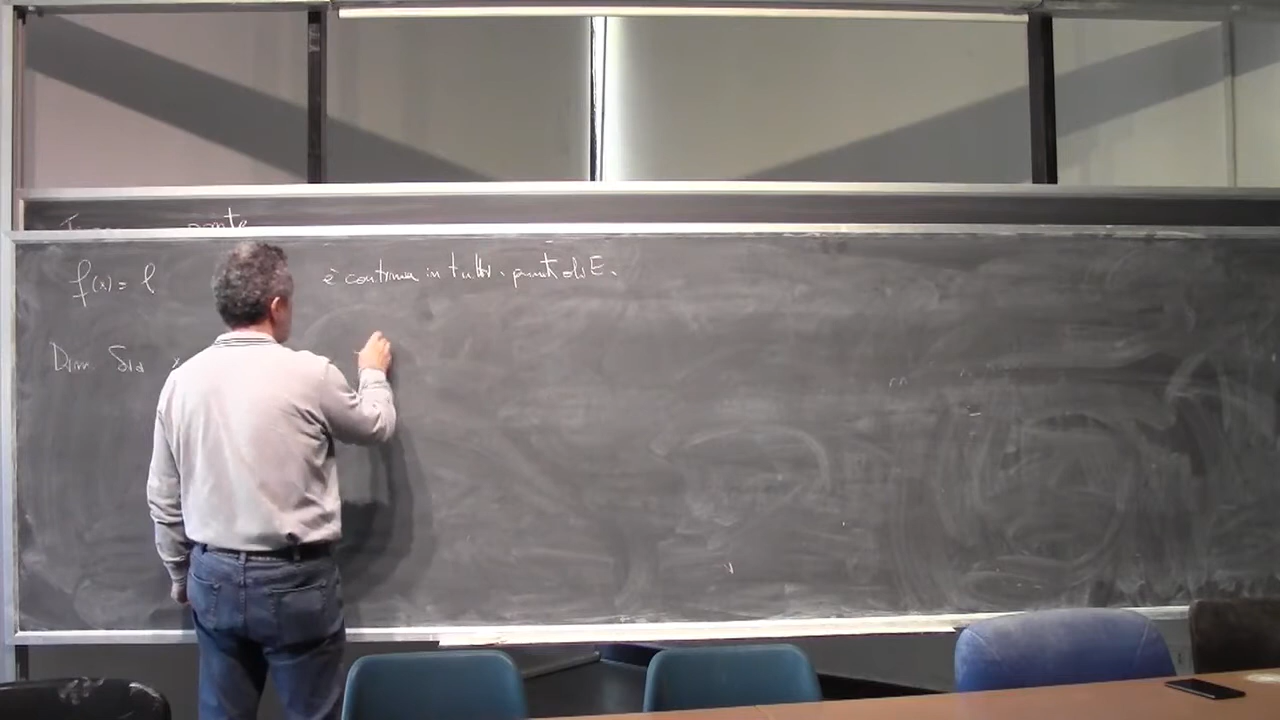 f(x) = l è continua in tutti i punti di E.
Dim. Sia x